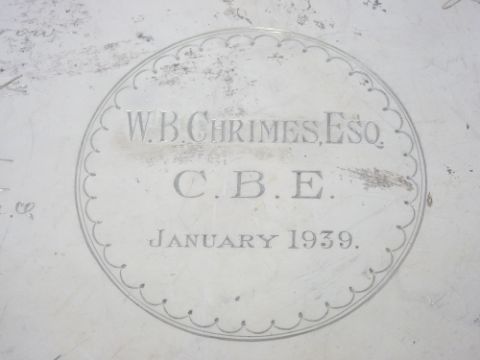 W.B.CHRIMES, ESQ.
C.B.E.
JANUARY 1939.